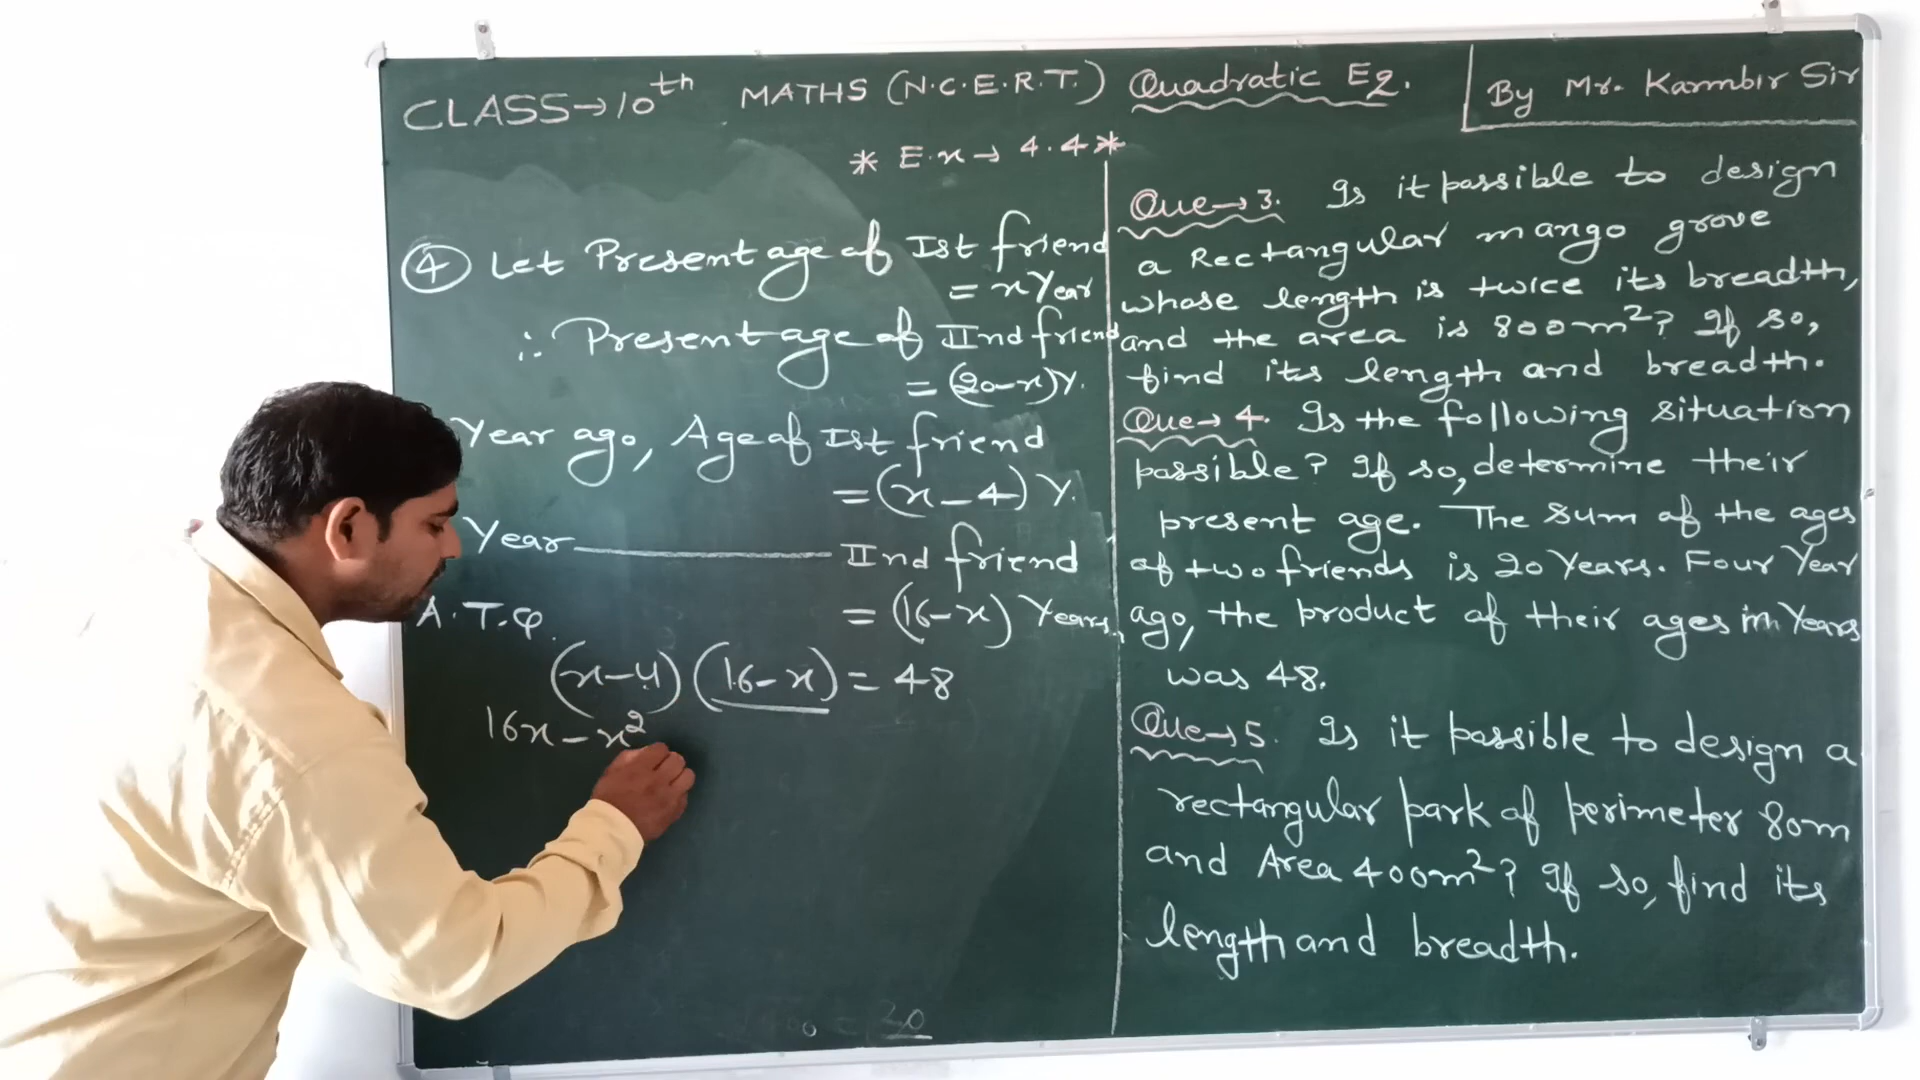 CLASS→10th MATHS (N.C.E.R.T.) Quadratic Eq. By Mr. Karmbir Sir
* E.x→ 4.4 *
④ Let Present age of Ist friend
= x Year
∴ Present age of IInd friend
= (20-x)Y.
Year ago, Age of Ist friend
= (x-4) Y.
Year ———— IInd friend
= (16-x) Years.
A.T.Q.
(x-4) (16-x) = 48
16x - x²
Que→3. Is it passible to design
a Rectangular mango grove
whose length is twice its breadth,
and the area is 800m²? If so,
find its length and breadth.
Que→4. Is the following situation
passible? If so, determine their
present age. The sum of the ages
of two friends is 20 Years. Four Year
ago, the product of their ages in Years
was 48.
Que→5. Is it passible to design a
rectangular park of perimeter 80m
and Area 400m²? If so, find its
length and breadth.